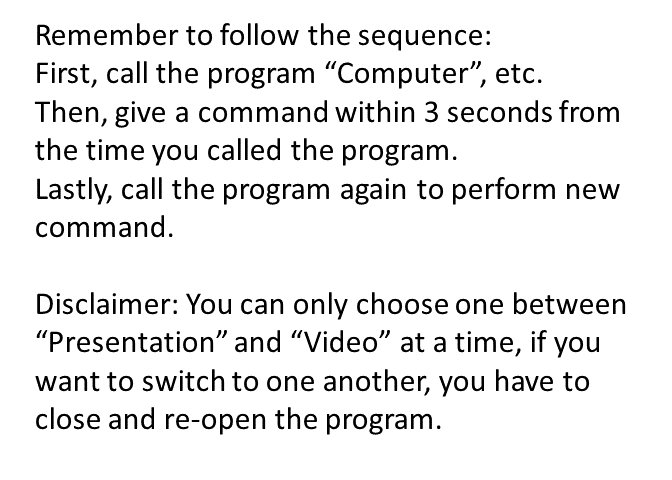 Remember to follow the sequence:
First, call the program “Computer”, etc.
Then, give a command within 3 seconds from
the time you called the program.
Lastly, call the program again to perform new
command.
Disclaimer: You can only choose one between
“Presentation” and “Video” at a time, if you
want to switch to one another, you have to
close and re-open the program.